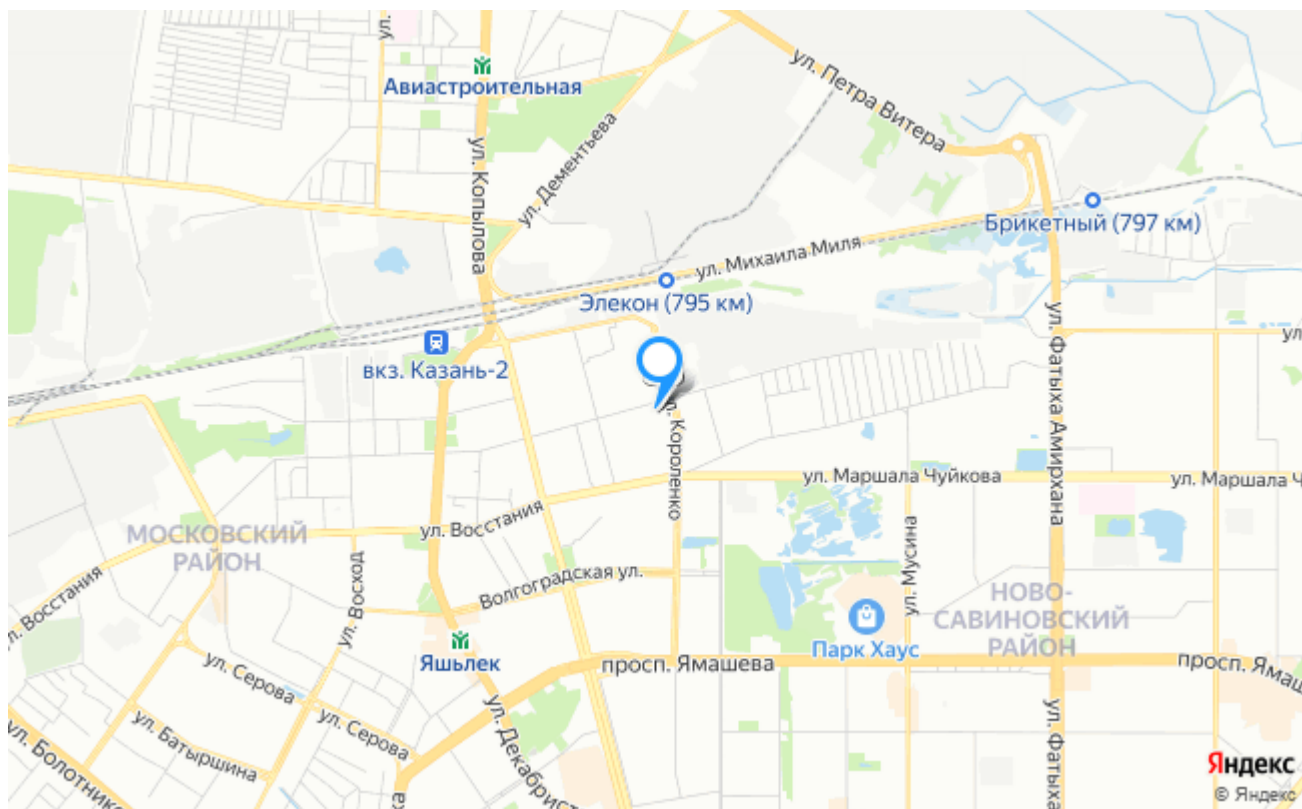 ул.
Авиастроительная
ул. Петра Витера
ул. Дементьева
ул. Копылова
Брикетный (797 км)
ул. Михаила Миля
Элекон (795 км)
вкз. Казань-2
ул. Фатыха Амирхана
ул
ул. Короленко
ул. Маршала Чуйкова
ул. Маршала Ч
ул. Восстания
МОСКОВСКИЙ
РАЙОН
ул. Мусина
Волгоградская ул.
ул. Восход
ул. Восстания
НОВО-
САВИНОВСКИЙ
РАЙОН
Парк Хаус
Яшьлек
просп. Ямашева
просп. Ямаш
ул. Серова
ул. Серова
ул. Батыршина
ул. Декабрист
ул. Фатыха
ул. Болотник
Яндекс
© Яндекс